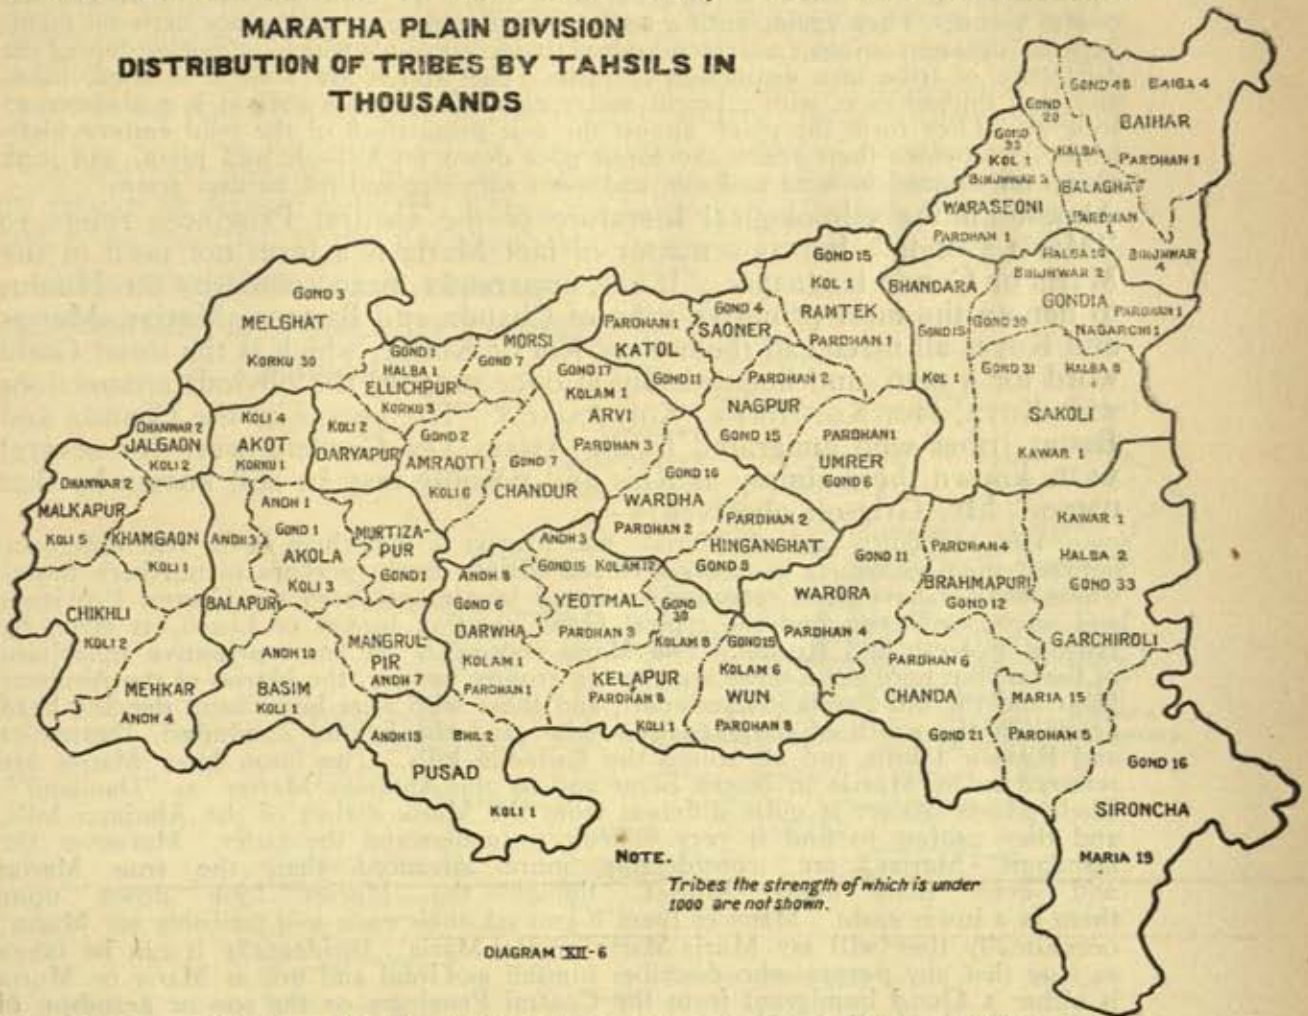 MARATHA PLAIN DIVISION
DISTRIBUTION OF TRIBES BY TAHSILS IN
THOUSANDS
GOND 48 BAIGA 4
BAIHAR
PARDHAN 1
BINJHWAR
4
GOND
20
HALBA
BALAGHAT
PARDHAN
1
GOND
33
KOL 1
WARASEONI
PARDHAN 1
HALBA
BINJHWAR 2
GONDIA
GOND 39
PARDHAN 1
NAGARCHI 1
BHANDARA
GOND 15
KOL 1
GOND 31
HALBA 8
SAKOLI
KAWAR 1
GOND 15
KOL 1
RAMTEK
PARDHAN 1
GOND 4
SAONER
PARDHAN 2
NAGPUR
GOND 15
PARDHAN 1
UMRER
GOND 6
PARDHAN 1
KATOL
GOND 11
GOND 3
MELGHAT
KORKU 30
GOND 1
HALBA 1
ELLICHPUR
KORKU 3
MORSI
GOND 7
GOND 17
KOLAM 1
ARVI
PARDHAN 3
GOND 16
WARDHA
PARDHAN 2
PARDHAN 2
HINGANGHAT
GOND 9
DHANWAR 2
JALGAON
KOLI 2
KOLI 4
AKOT
KORKU 1
KOLI 2
DARYAPUR
GOND 2
AMRAOTI
KOLI 6
GOND 7
CHANDUR
DHANWAR 2
MALKAPUR
KOLI 5
KHAMGAON
KOLI 1
ANDH 3
BALAPUR
ANDH 1
GOND 1
AKOLA
KOLI 3
MURTIZA-
PUR
GOND 1
CHIKHLI
KOLI 2
MEHKAR
ANDH 4
ANDH 10
BASIM
KOLI 1
MANGRUL-
PIR
ANDH 7
ANDH 8
GOND 6
DARWHA
KOLAM 1
PARDHAN 1
ANDH 3
GOND 15 KOLAM 12
YEOTMAL
PARDHAN 3
GOND
30
KOLAM 8
KELAPUR
PARDHAN 8
KOLI 1
GOND 15
KOLAM 6
WUN
PARDHAN 8
ANDH 13 BHIL 2
PUSAD
KOLI 1
GOND 11
WARORA
PARDHAN 4
PARDHAN 4
BRAHMAPURI
GOND 12
KAWAR 1
HALBA 2
GOND 33
GARCHIROLI
MARIA 15
PARDHAN 5
PARDHAN 6
CHANDA
GOND 21
GOND 16
SIRONCHA
MARIA 19
NOTE.
Tribes the strength of which is under
1000 are not shown.
DIAGRAM XII-6